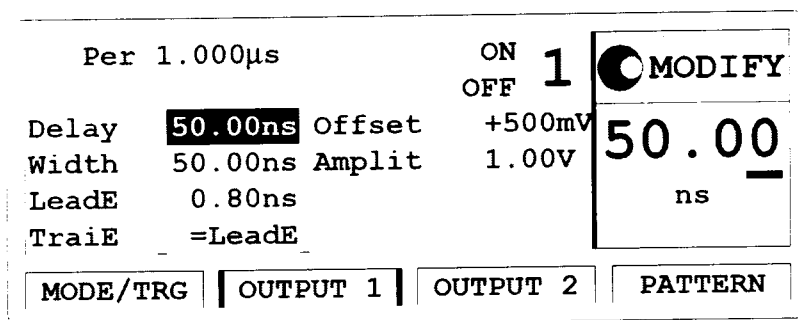 Per 1.000µs ON
OFF 1 MODIFY
Delay 50.00ns Offset +500mV
Width 50.00ns Amplit 1.00V
50.00
LeadE 0.80ns
ns
TraiE =LeadE
MODE/TRG OUTPUT 1 OUTPUT 2 PATTERN